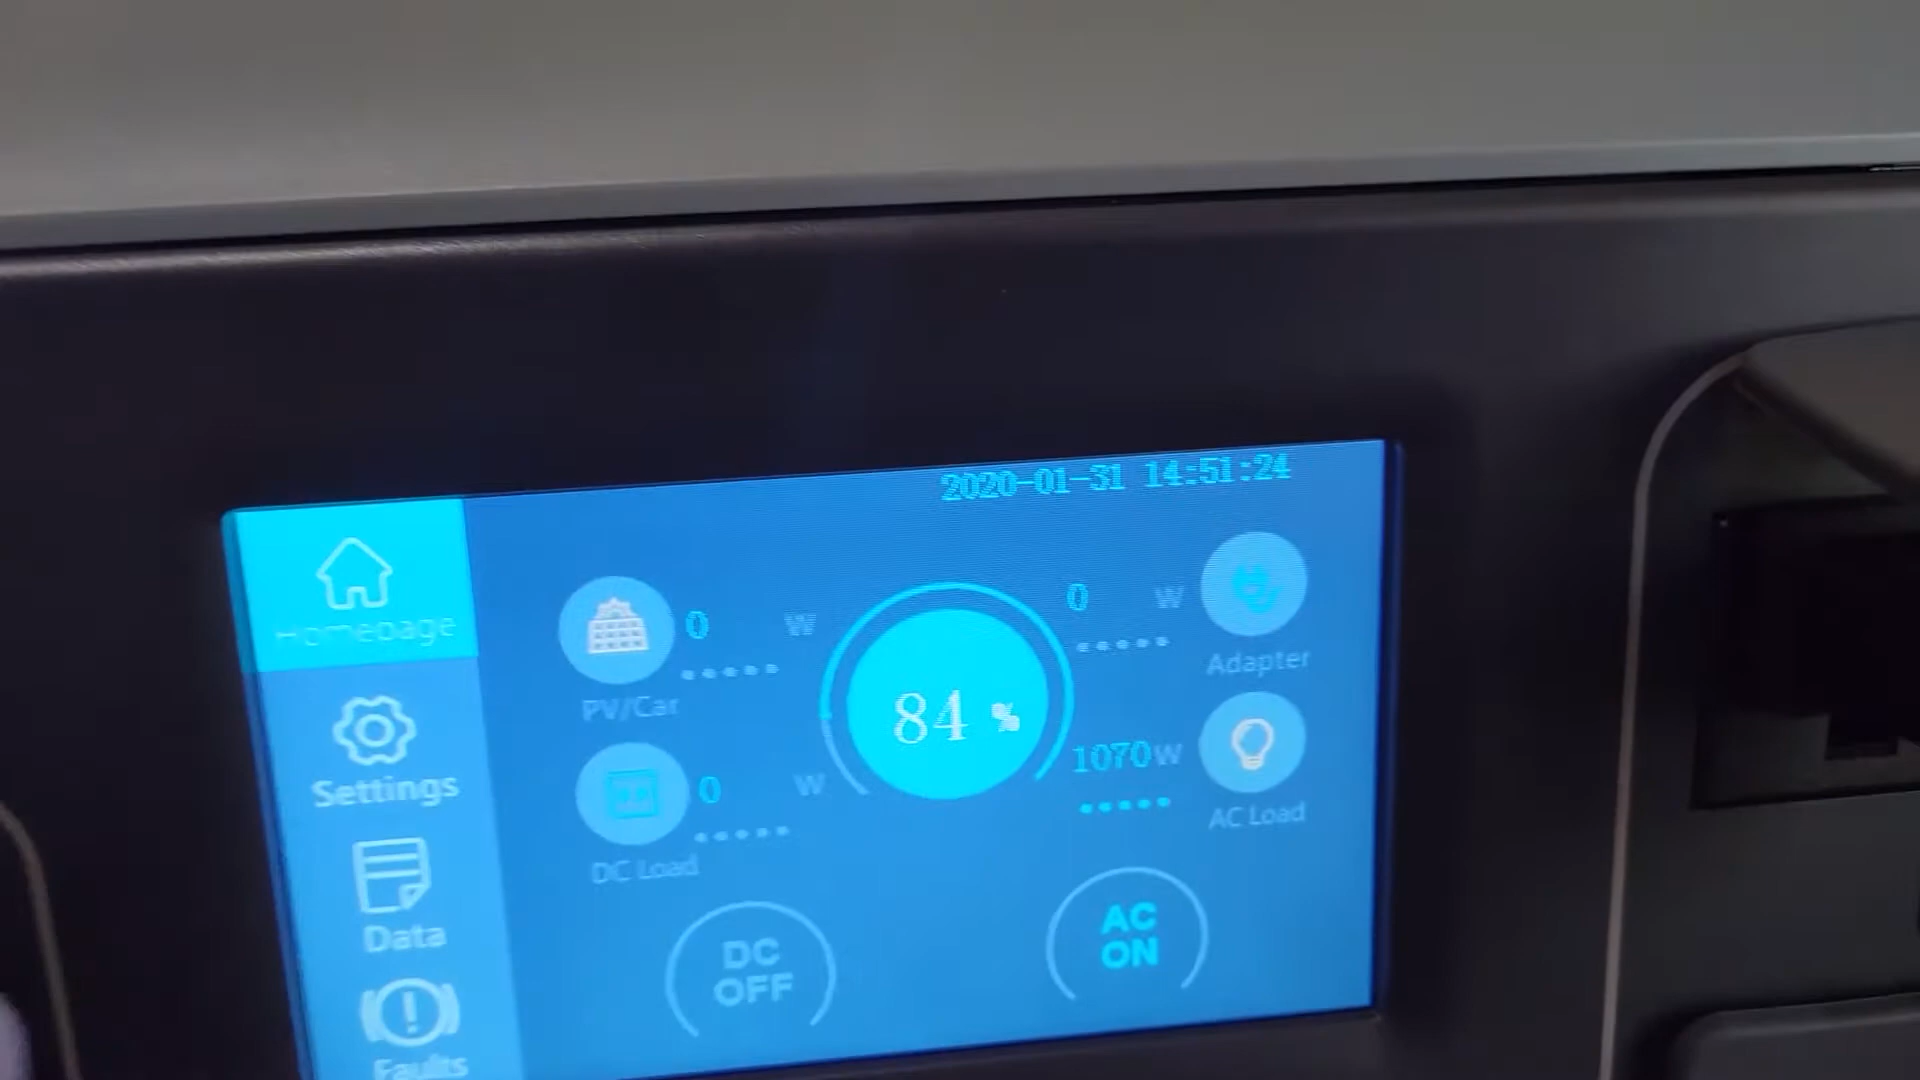 2020-01-31 14:51:24
Homepage
Settings
Data
Faults
0 W
PV/Car
0 W
DC Load
84 %
0 W
Adapter
1070W
AC Load
DC
OFF
AC
ON